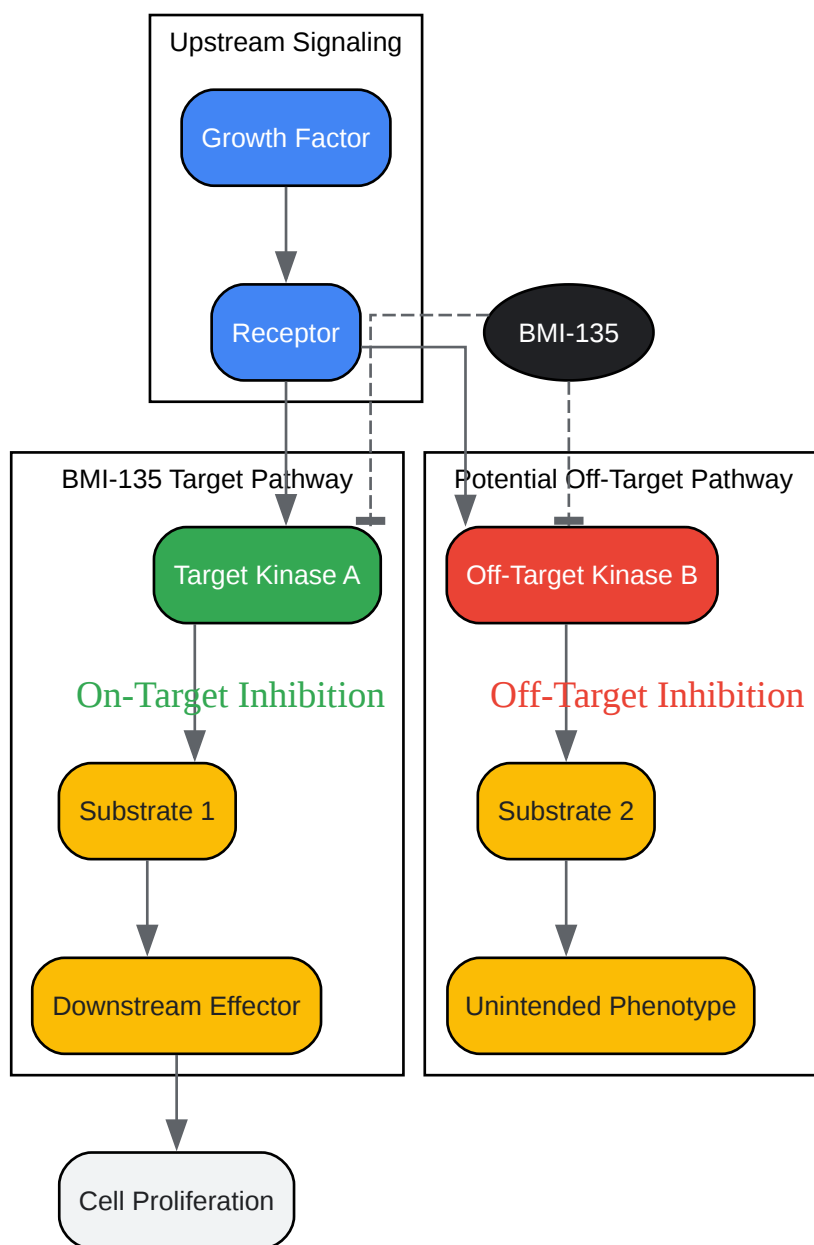 Upstream Signaling
Growth Factor
Receptor
BMI-135
BMI-135 Target Pathway
Potential Off-Target Pathway
Target Kinase A
Off-Target Kinase B
On-Target Inhibition
Off-Target Inhibition
Substrate 1
Substrate 2
Downstream Effector
Unintended Phenotype
Cell Proliferation